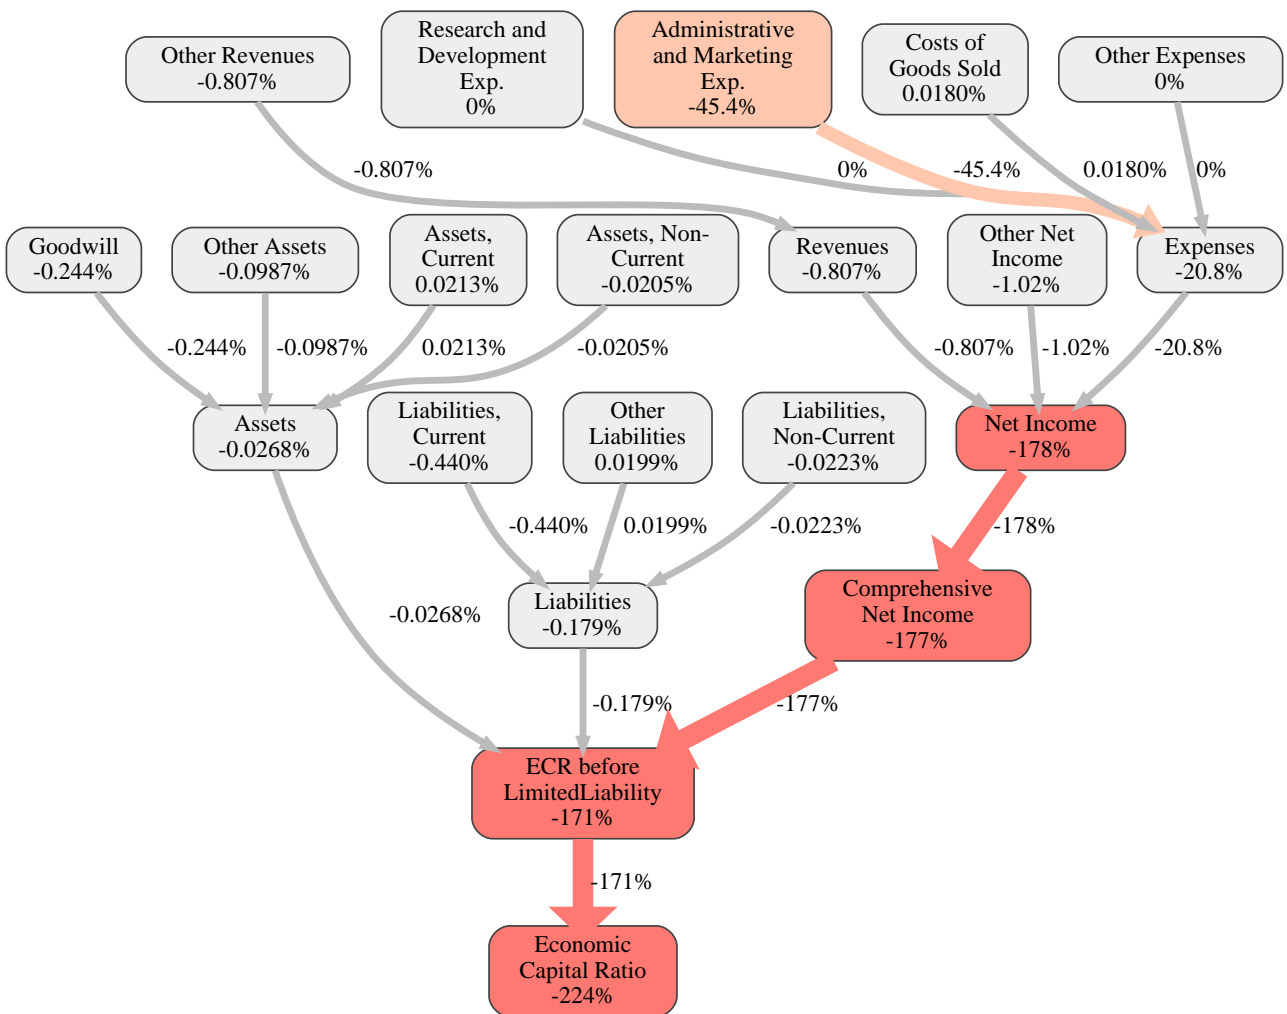 Other Revenues
-0.807%
Research and
Development
Exp.
0%
Administrative
and Marketing
Exp.
-45.4%
Costs of
Goods Sold
0.0180%
Other Expenses
0%
-0.807%
0%
-45.4%
0.0180%
0%
Goodwill
-0.244%
Other Assets
-0.0987%
Assets,
Current
0.0213%
Assets, Non-
Current
-0.0205%
Revenues
-0.807%
Other Net
Income
-1.02%
Expenses
-20.8%
-0.244%
-0.0987%
0.0213%
-0.0205%
-0.807%
-1.02%
-20.8%
Assets
-0.0268%
Liabilities,
Current
-0.440%
Other
Liabilities
0.0199%
Liabilities,
Non-Current
-0.0223%
Net Income
-178%
-0.440%
0.0199%
-0.0223%
-178%
-0.0268%
Liabilities
-0.179%
Comprehensive
Net Income
-177%
-0.179%
-177%
ECR before
LimitedLiability
-171%
-171%
Economic
Capital Ratio
-224%